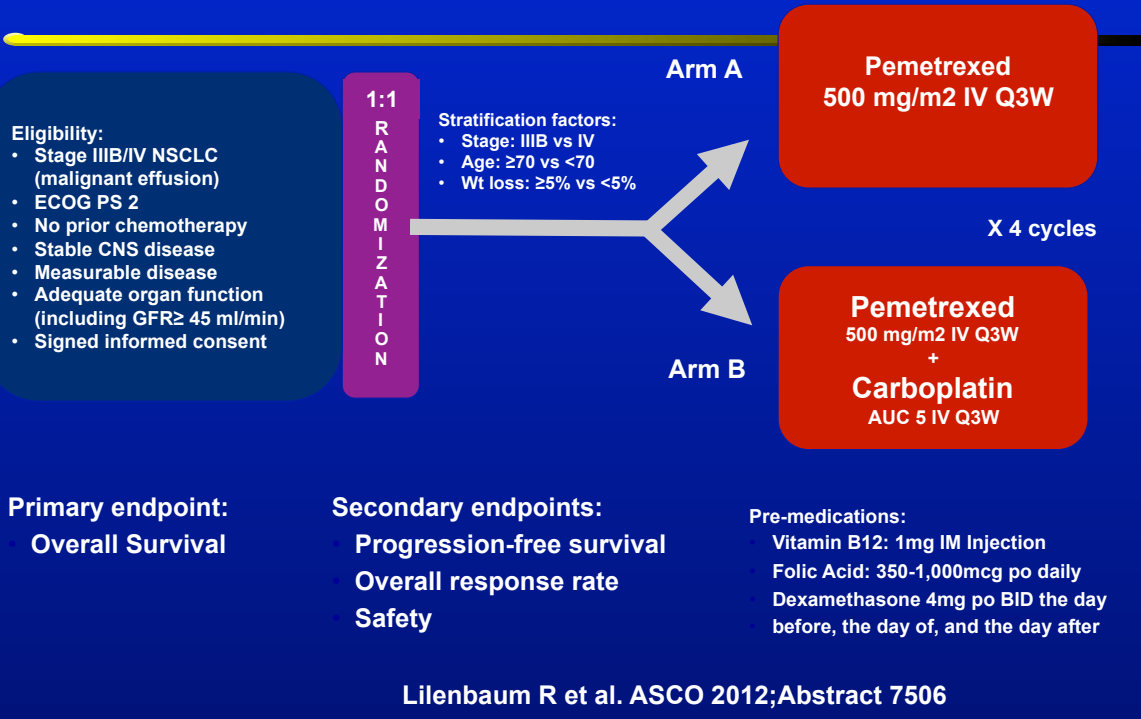 Eligibility:
• Stage IIIB/IV NSCLC
(malignant effusion)
• ECOG PS 2
• No prior chemotherapy
• Stable CNS disease
• Measurable disease
• Adequate organ function
(including GFR≥ 45 ml/min)
• Signed informed consent
1:1
RANDOMIZATION
Stratification factors:
• Stage: IIIB vs IV
• Age: ≥70 vs <70
• Wt loss: ≥5% vs <5%
Arm A
Pemetrexed
500 mg/m2 IV Q3W
X 4 cycles
Arm B
Pemetrexed
500 mg/m2 IV Q3W
+
Carboplatin
AUC 5 IV Q3W
Primary endpoint:
• Overall Survival
Secondary endpoints:
• Progression-free survival
• Overall response rate
• Safety
Pre-medications:
• Vitamin B12: 1mg IM Injection
• Folic Acid: 350-1,000mcg po daily
• Dexamethasone 4mg po BID the day
• before, the day of, and the day after
Lilenbaum R et al. ASCO 2012;Abstract 7506